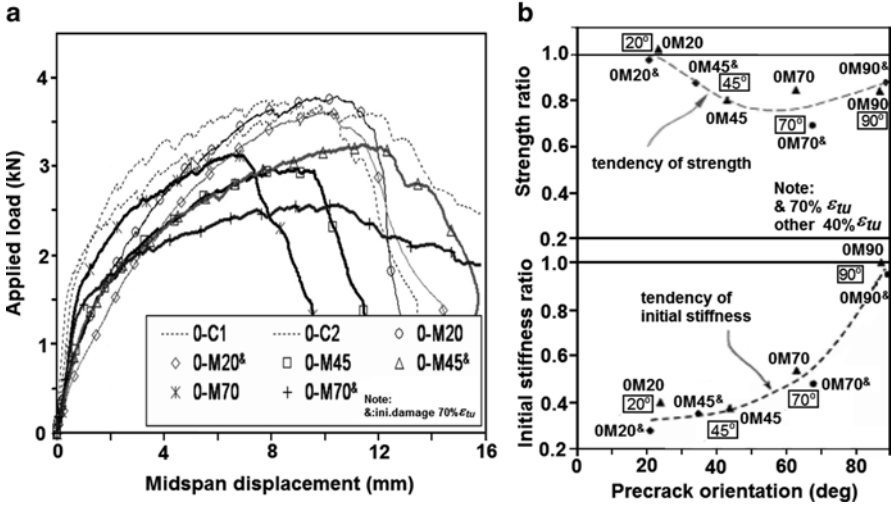 a
Applied load (kN)
4
3
2
1
0
0 4 8 12 16
Midspan displacement (mm)
0-C1 0-C2 0-M20
0-M20& 0-M45 0-M45&
0-M70 0-M70&
Note:
&:ini.damage 70%εtu
b
Strength ratio
1.0
0.8
0.6
0.4
0.2
20° 0M20
0M20&
0M45&
45°
0M45
0M70
70°
0M70&
0M90&
0M90
90°
tendency of strength
Note:
& 70% εtu
other 40% εtu
Initial stiffness ratio
1.0
0.8
0.6
0.4
0.2
0M90
90°
0M90&
tendency of
initial stiffness
0M20
20°
0M20&
0M45&
45°
0M45
0M70
70°
0M70&
0 20 40 60 80
Precrack orientation (deg)